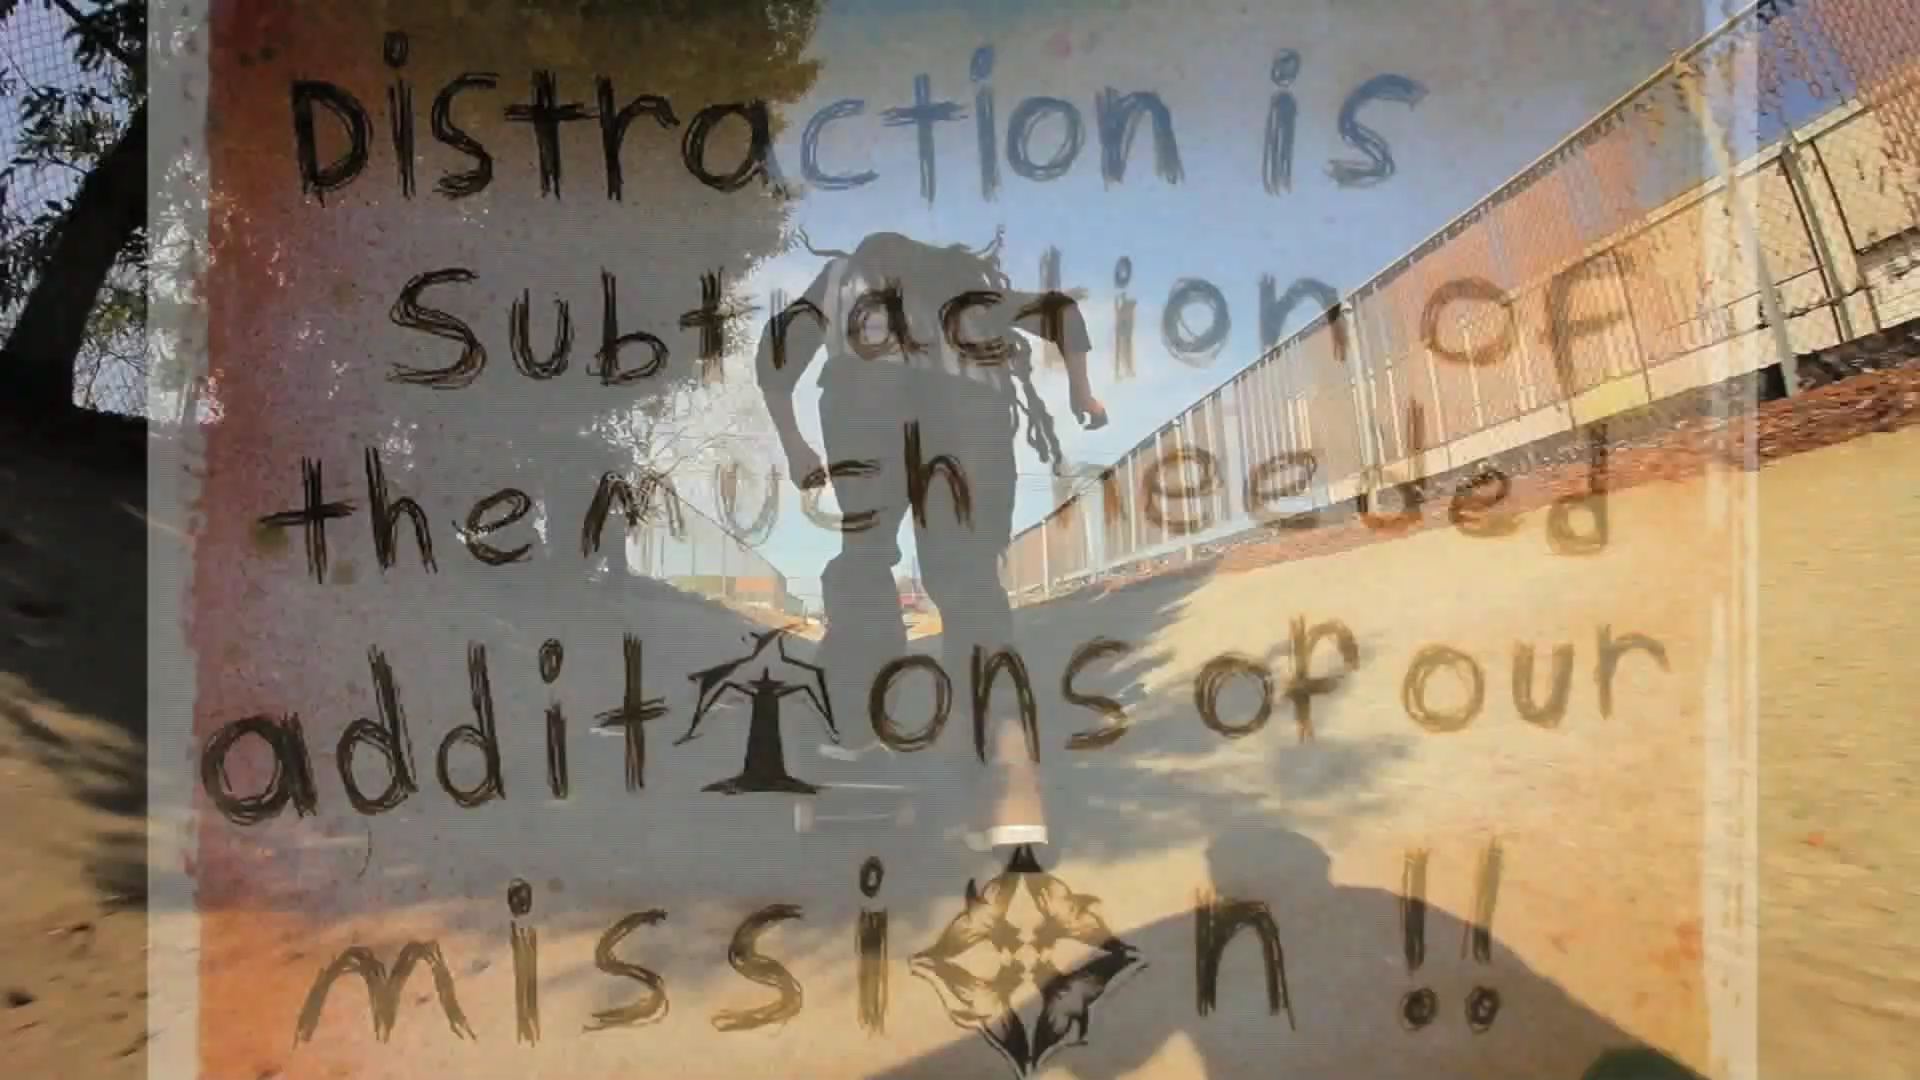 Distraction is
Subtraction of
the much needed
additions of our
mission!!